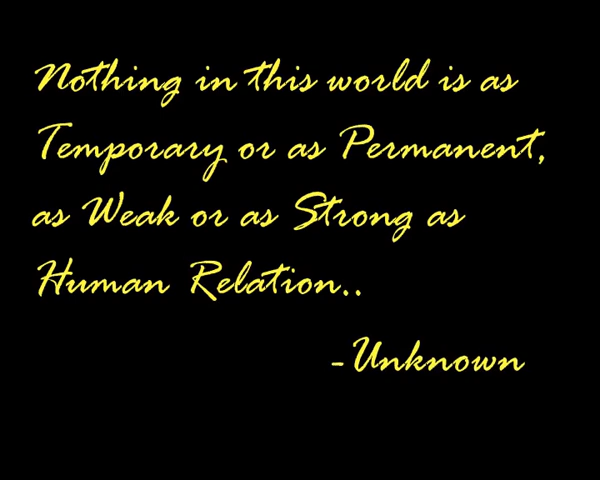 Nothing in this world is as
Temporary or as Permanent,
as Weak or as Strong as
Human Relation..
-Unknown